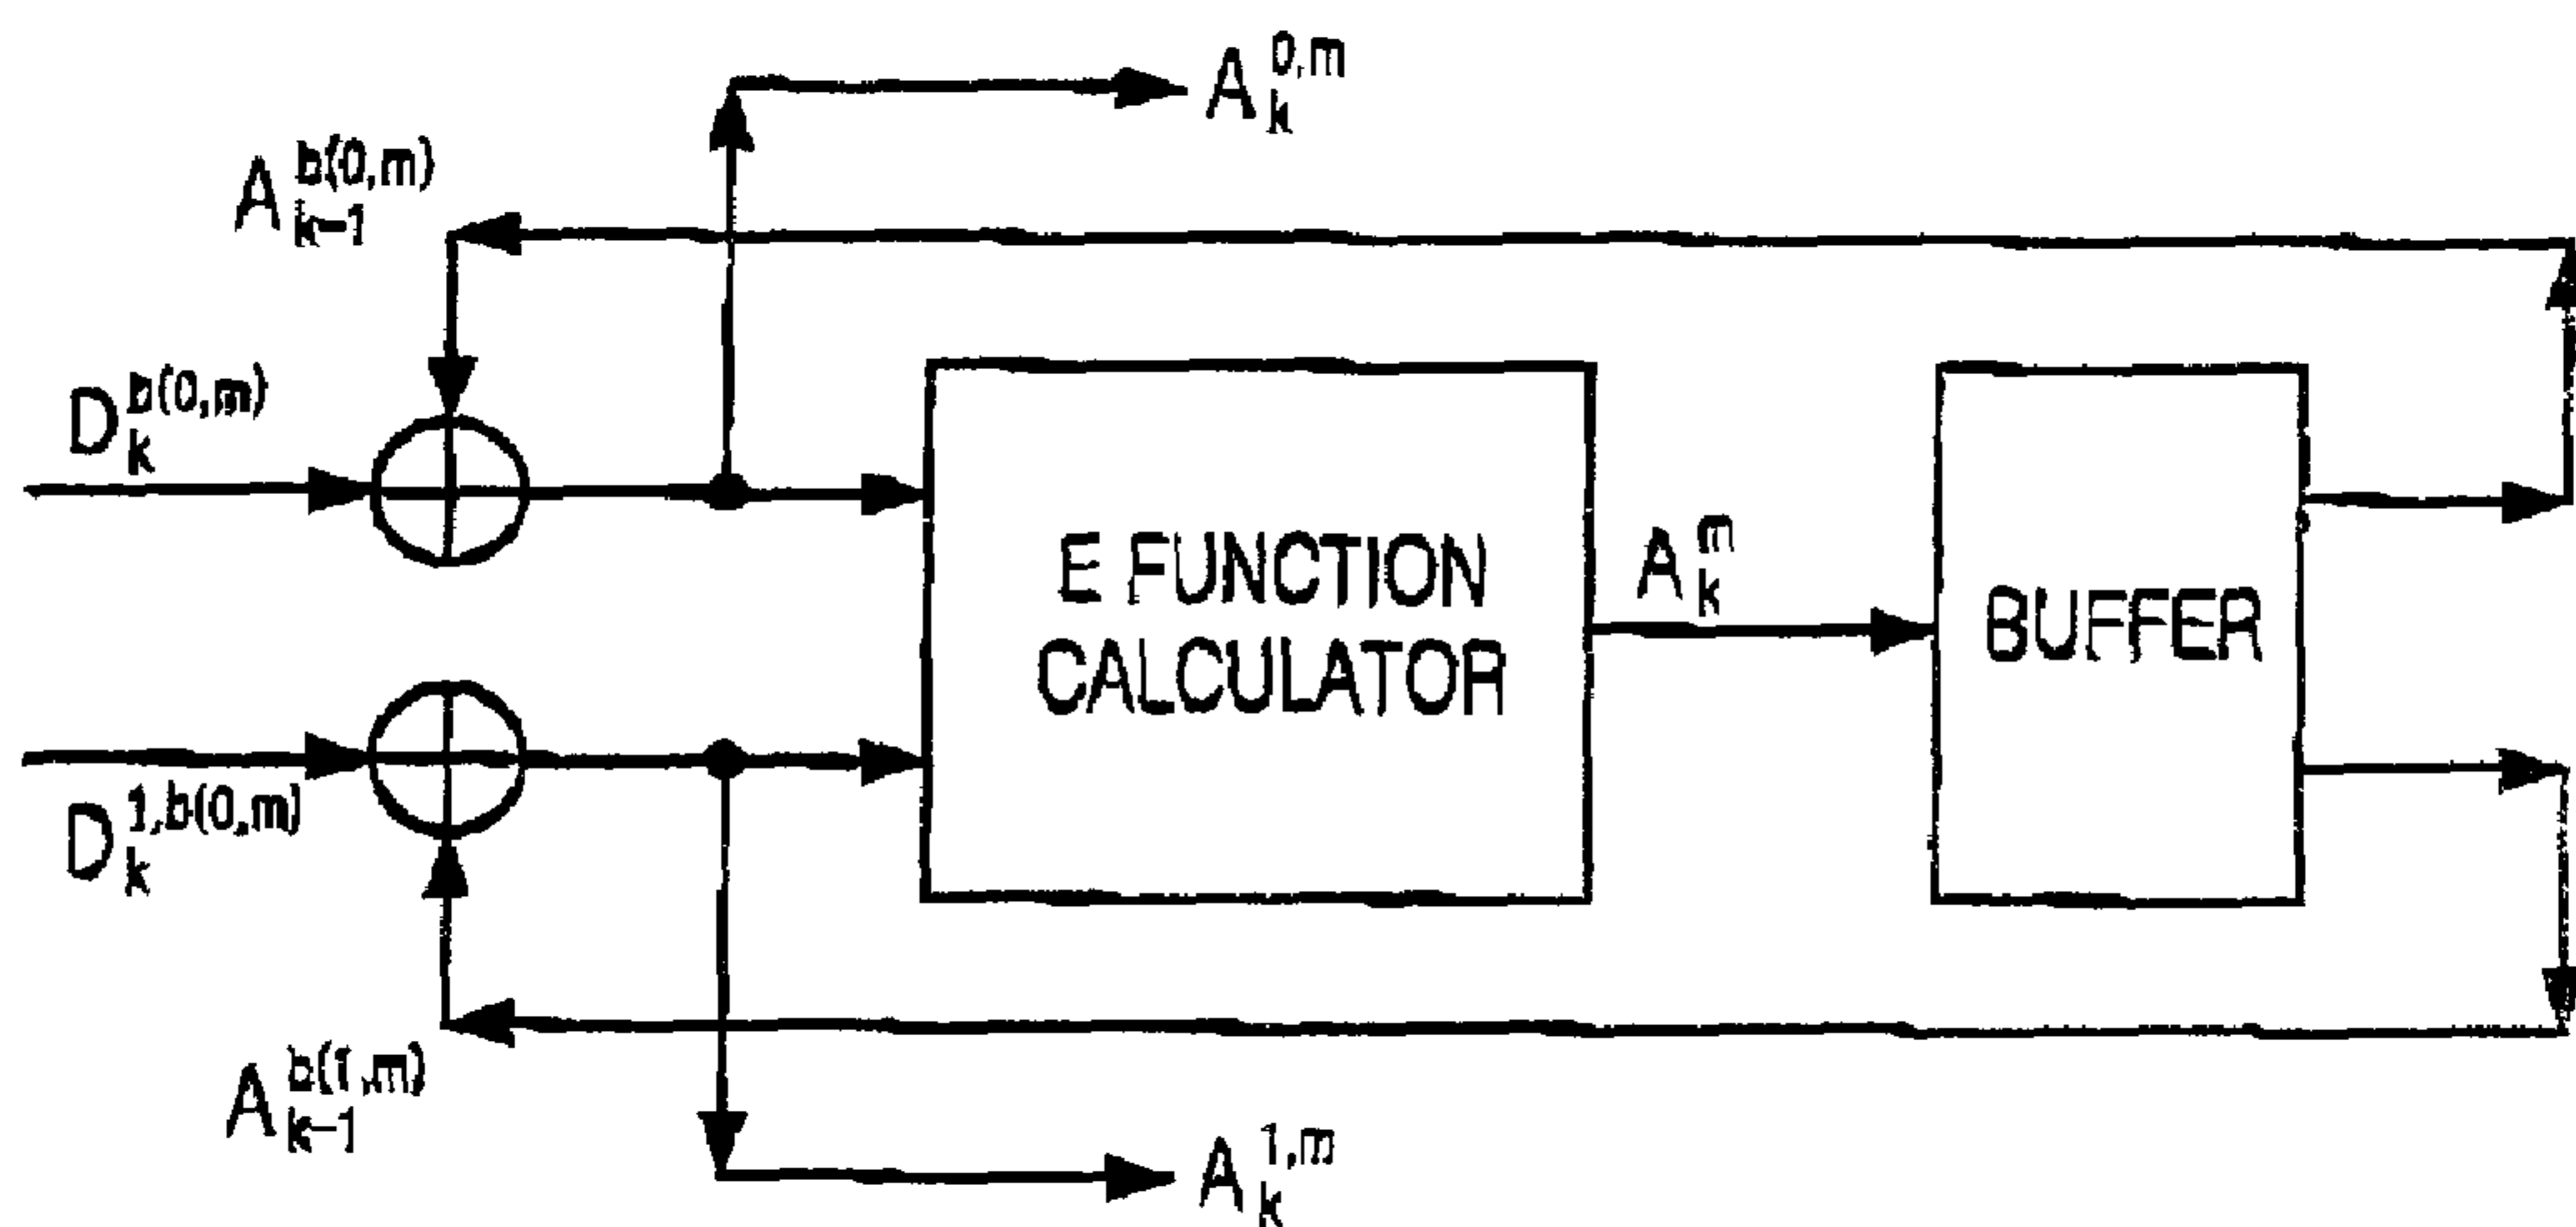 A_k^{0,m}
A_{k-1}^{b(0,m)}
D_k^{b(0,m)}
E FUNCTION
CALCULATOR
A_k^m
BUFFER
D_k^{1,b(0,m)}
A_{k-1}^{b(1,m)}
A_k^{1,m}